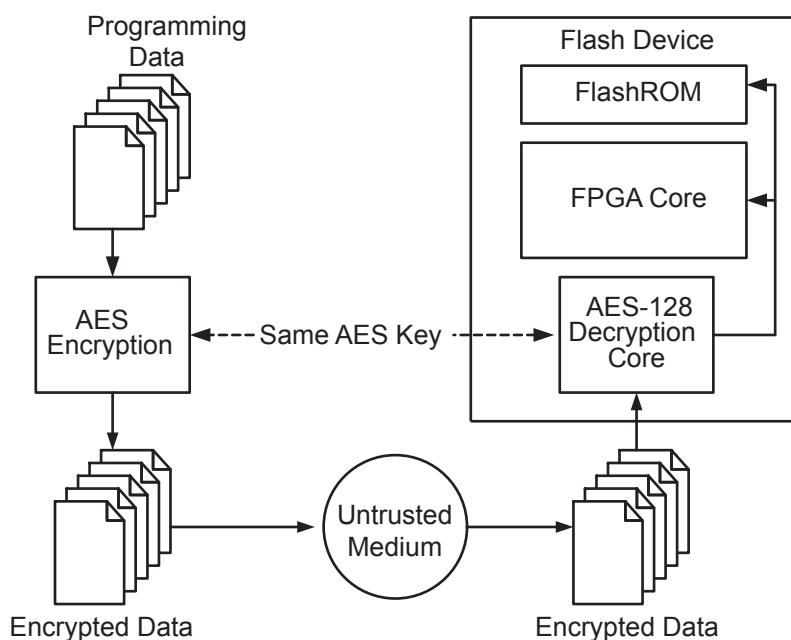 Programming
Data
Flash Device
FlashROM
FPGA Core
AES
Encryption
Same AES Key
AES-128
Decryption
Core
Untrusted
Medium
Encrypted Data
Encrypted Data